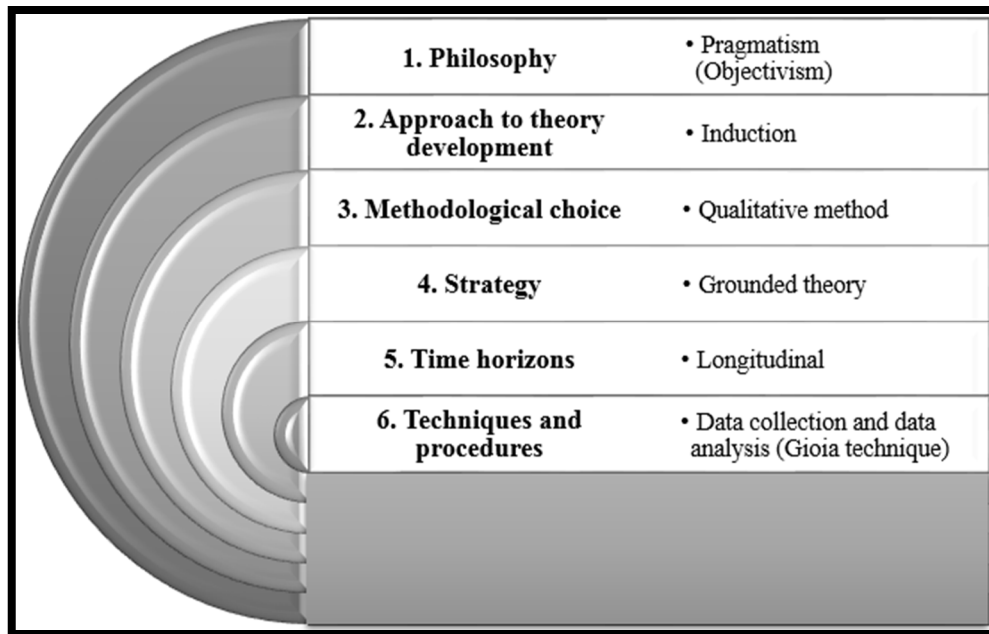 1. Philosophy
• Pragmatism
(Objectivism)
2. Approach to theory
development
• Induction
3. Methodological choice
• Qualitative method
4. Strategy
• Grounded theory
5. Time horizons
• Longitudinal
6. Techniques and
procedures
• Data collection and data
analysis (Gioia technique)